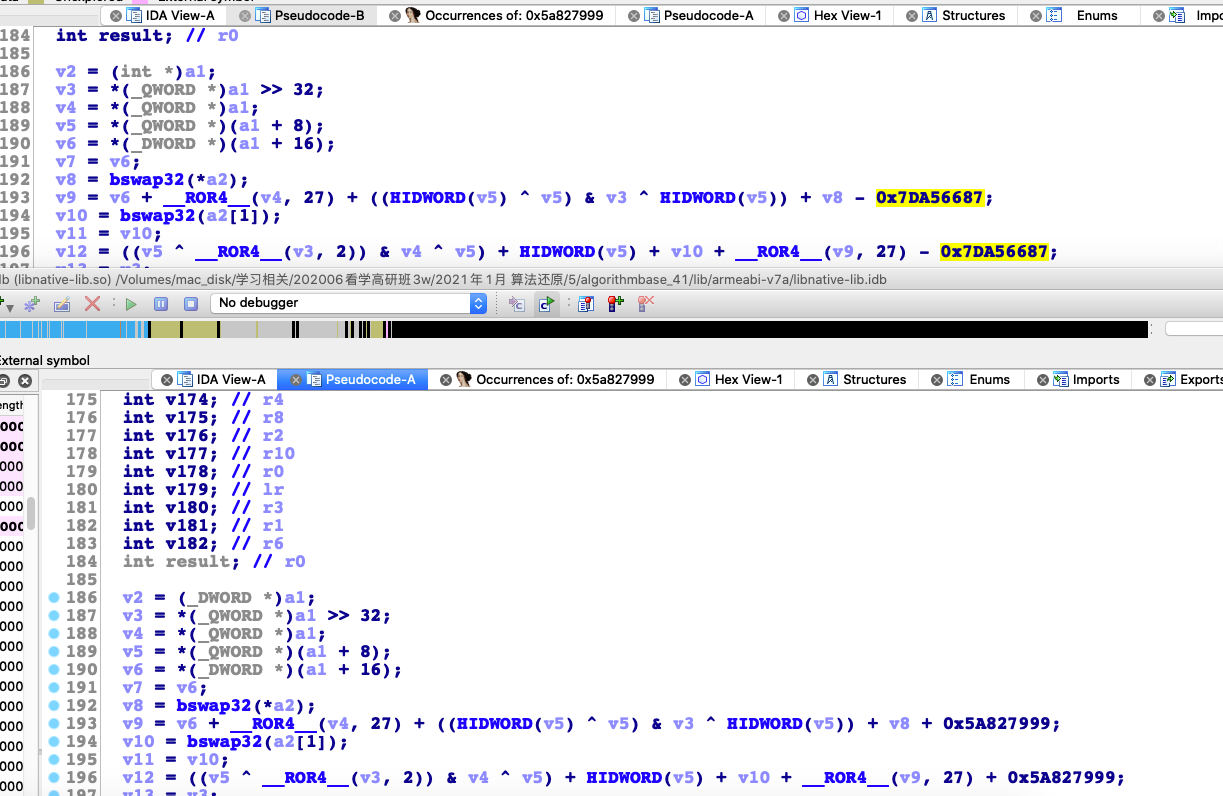 IDA View-A Pseudocode-B Occurrences of: 0x5a827999 Pseudocode-A Hex View-1 Structures Enums
184 int result; // r0
185
186 v2 = (int *)a1;
187 v3 = *(_QWORD *)a1 >> 32;
188 v4 = *(_QWORD *)a1;
189 v5 = *(_QWORD *)(a1 + 8);
190 v6 = *(_DWORD *)(a1 + 16);
191 v7 = v6;
192 v8 = bswap32(*a2);
193 v9 = v6 + __ROR4__(v4, 27) + ((HIDWORD(v5) ^ v5) & v3 ^ HIDWORD(v5)) + v8 - 0x7DA56687;
194 v10 = bswap32(a2[1]);
195 v11 = v10;
196 v12 = ((v5 ^ __ROR4__(v3, 2)) & v4 ^ v5) + HIDWORD(v5) + v10 + __ROR4__(v9, 27) - 0x7DA56687;
(libnative-lib.so) /Volumes/mac_disk/学习相关/202006看学高研班3w/2021年1月 算法还原/5/algorithmbase_41/lib/armeabi-v7a/libnative-lib.idb
No debugger
External symbol
IDA View-A Pseudocode-A Occurrences of: 0x5a827999 Hex View-1 Structures Enums Imports Exports
175 int v174; // r4
176 int v175; // r8
177 int v176; // r2
178 int v177; // r10
179 int v178; // r0
180 int v179; // lr
181 int v180; // r3
182 int v181; // r1
183 int v182; // r6
184 int result; // r0
185
186 v2 = (_DWORD *)a1;
187 v3 = *(_QWORD *)a1 >> 32;
188 v4 = *(_QWORD *)a1;
189 v5 = *(_QWORD *)(a1 + 8);
190 v6 = *(_DWORD *)(a1 + 16);
191 v7 = v6;
192 v8 = bswap32(*a2);
193 v9 = v6 + __ROR4__(v4, 27) + ((HIDWORD(v5) ^ v5) & v3 ^ HIDWORD(v5)) + v8 + 0x5A827999;
194 v10 = bswap32(a2[1]);
195 v11 = v10;
196 v12 = ((v5 ^ __ROR4__(v3, 2)) & v4 ^ v5) + HIDWORD(v5) + v10 + __ROR4__(v9, 27) + 0x5A827999;